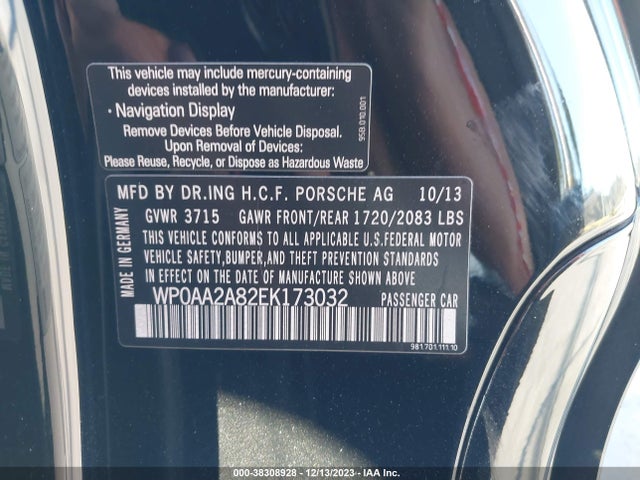 This vehicle may include mercury-containing
devices installed by the manufacturer:
· Navigation Display
Remove Devices Before Vehicle Disposal.
Upon Removal of Devices:
Please Reuse, Recycle, or Dispose as Hazardous Waste
958.010.001
MFD BY DR.ING H.C.F. PORSCHE AG 10/13
GVWR 3715 GAWR FRONT/REAR 1720/2083 LBS
THIS VEHICLE CONFORMS TO ALL APPLICABLE U.S.FEDERAL MOTOR
VEHICLE SAFETY,BUMPER,AND THEFT PREVENTION STANDARDS
IN EFFECT ON THE DATE OF MANUFACTURE SHOWN ABOVE
WP0AA2A82EK173032 PASSENGER CAR
MADE IN GERMANY
981.701.111.10
000-38308928 - 12/13/2023 - IAA Inc.